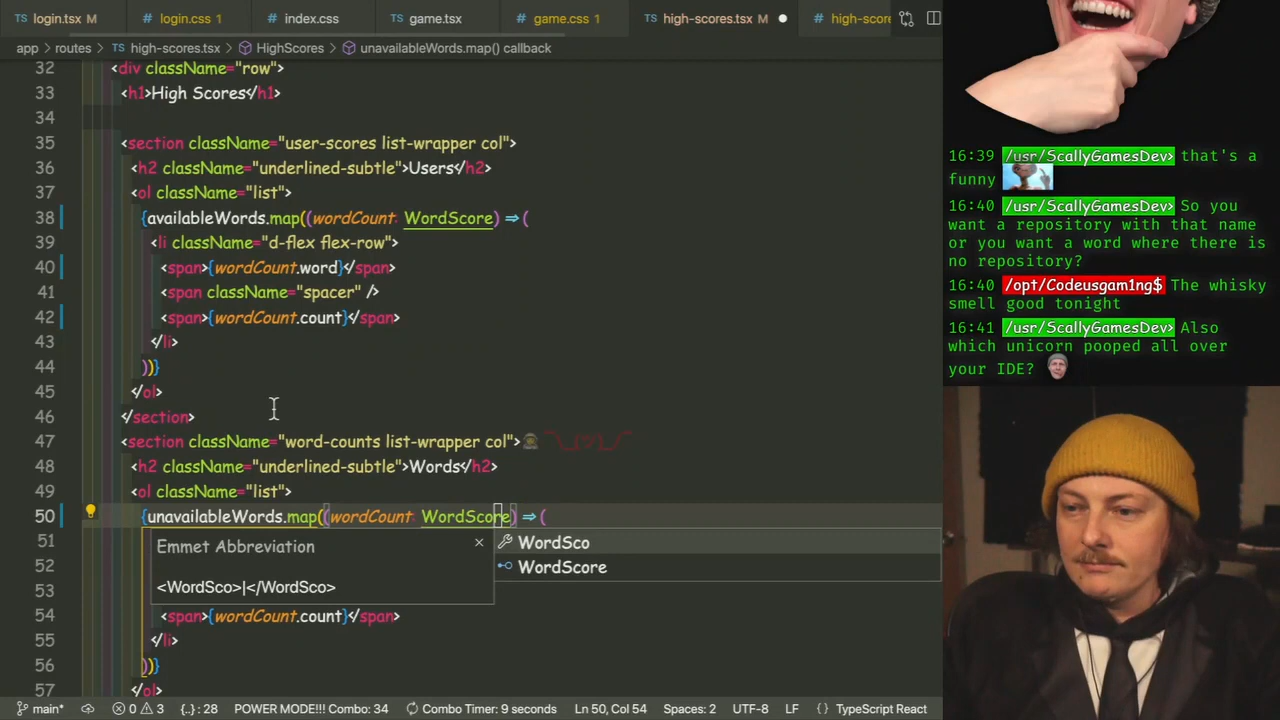 TS login.tsx M
login.css 1
index.css
TS game.tsx
game.css 1
TS high-scores.tsx M
high-score
app > routes > TS high-scores.tsx > HighScores > unavailableWords.map() callback
32 <div className="row">
33 <h1>High Scores</h1>
34
35 <section className="user-scores list-wrapper col">
36 <h2 className="underlined-subtle">Users</h2>
37 <ol className="list">
38 {availableWords.map((wordCount: WordScore) => (
39 <li className="d-flex flex-row">
40 <span>{wordCount.word}</span>
41 <span className="spacer" />
42 <span>{wordCount.count}</span>
43 </li>
44 ))}
45 </ol>
46 </section>
47 <section className="word-counts list-wrapper col">
48 <h2 className="underlined-subtle">Words</h2>
49 <ol className="list">
50 {unavailableWords.map((wordCount: WordScore) => (
51
52
53
54 <span>{wordCount.count}</span>
55 </li>
56 ))}
57 </ol>
Emmet Abbreviation
<WordSco>|</WordSco>
WordSco
WordScore
main* 0 3 {..} : 28 POWER MODE!!! Combo: 34 Combo Timer: 9 seconds Ln 50, Col 54 Spaces: 2 UTF-8 LF {} TypeScript React
16:39 /usr/ScallyGamesDev> that's a
funny
16:40 /usr/ScallyGamesDev> So you
want a repository with that name
or you want a word where there is
no repository?
16:40 /opt/Codeusgam1ng$ The whisky
smell good tonight
16:41 /usr/ScallyGamesDev> Also
which unicorn pooped all over
your IDE?